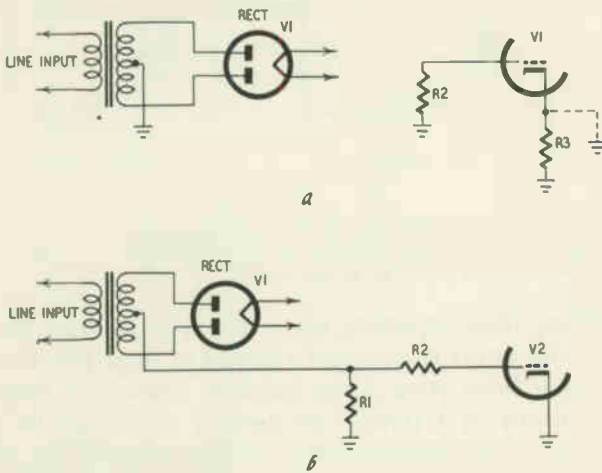 RECT
V1
LINE INPUT
V1
R2
R3
a
RECT
V1
LINE INPUT
R2
V2
R1
б